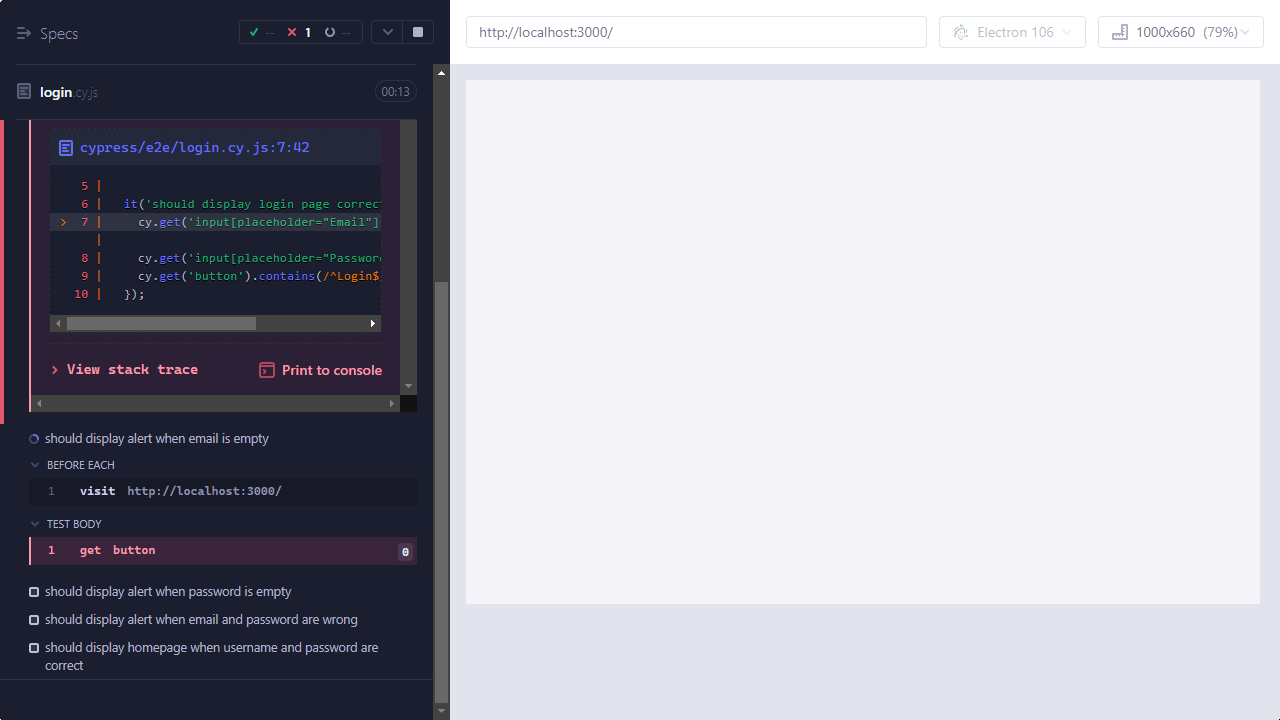 Specs
-- 1 --
login.cy.js
00:13
cypress/e2e/login.cy.js:7:42
5 |
6 | it('should display login page correct
> 7 | cy.get('input[placeholder="Email"]
|
8 | cy.get('input[placeholder="Password
9 | cy.get('button').contains(/^Login$
10 | });
View stack trace
Print to console
should display alert when email is empty
BEFORE EACH
1 visit http://localhost:3000/
TEST BODY
1 get button 0
should display alert when password is empty
should display alert when email and password are wrong
should display homepage when username and password are
correct
http://localhost:3000/
Electron 106
1000x660 (79%)